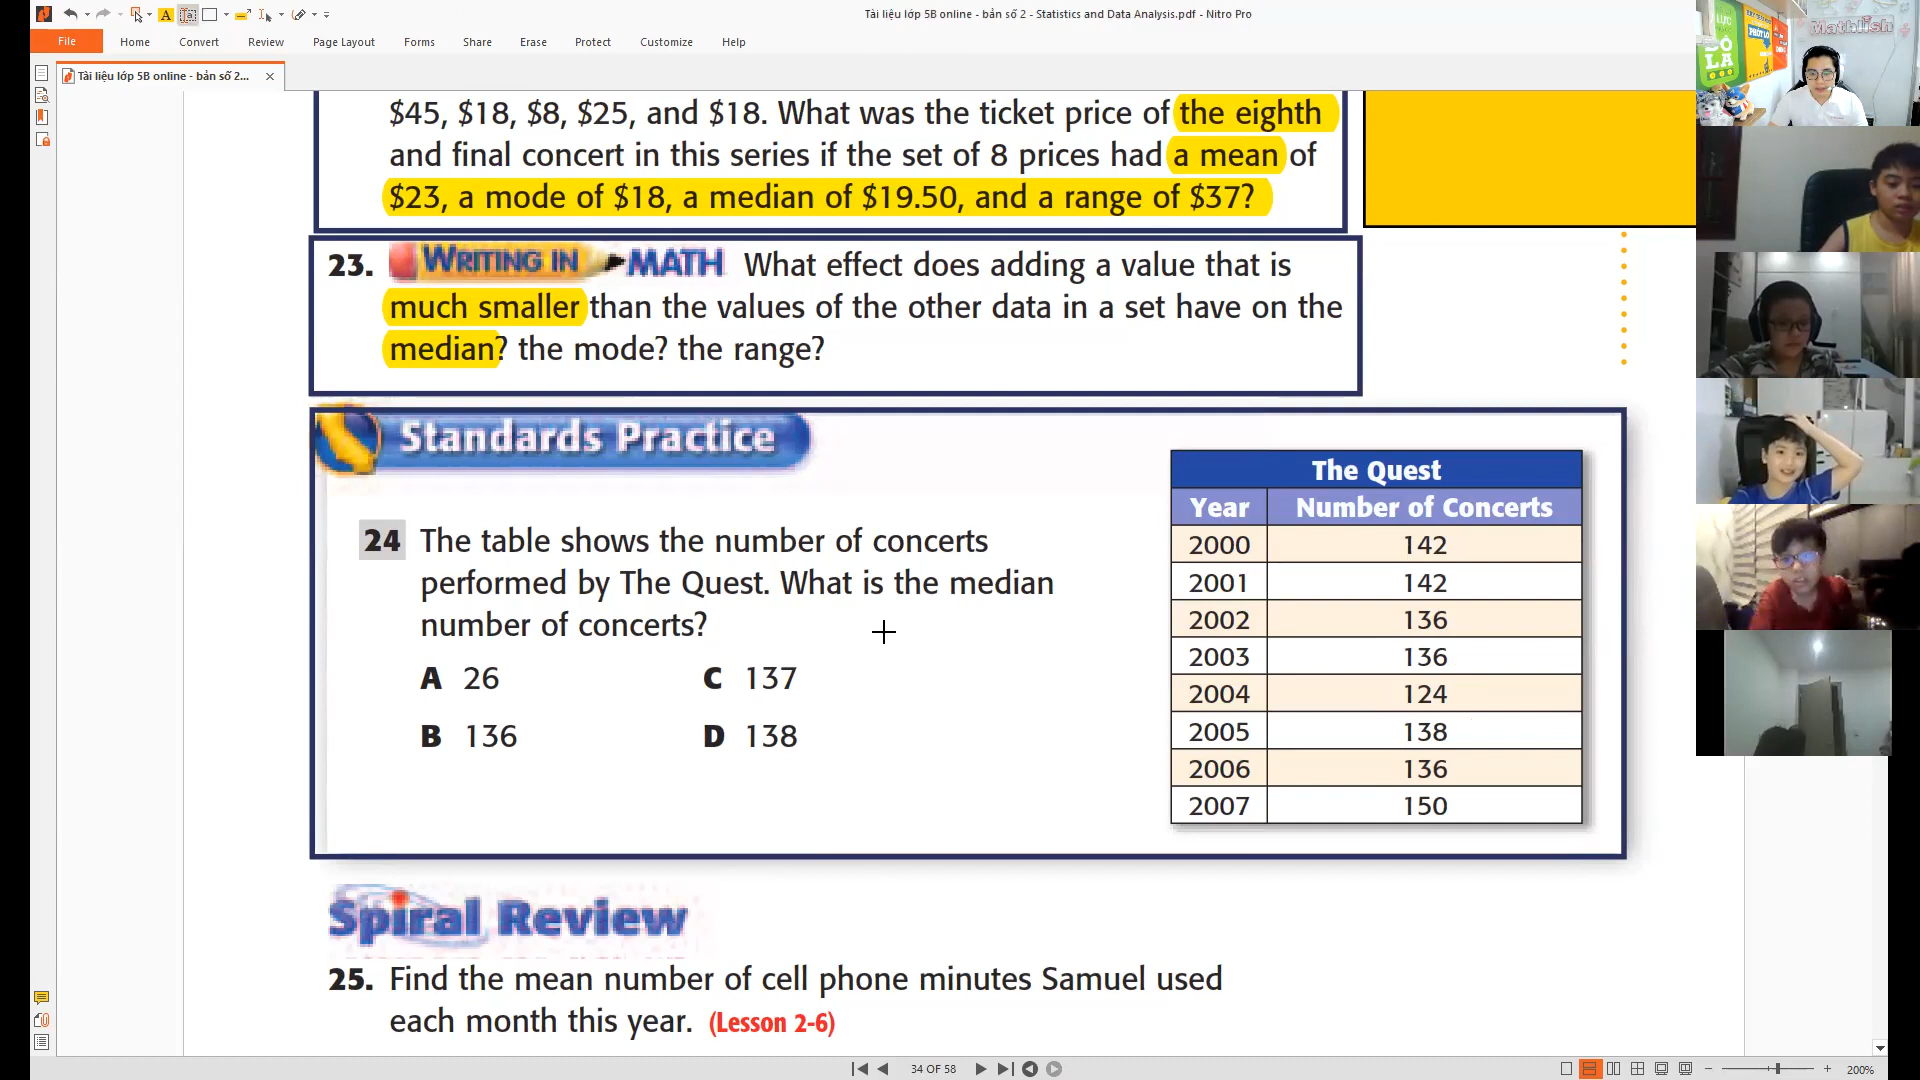 Tài liệu lớp 5B online - bản số 2 - Statistics and Data Analysis.pdf - Nitro Pro
File Home Convert Review Page Layout Forms Share Erase Protect Customize Help
Tài liệu lớp 5B online - bản số 2...
$45, $18, $8, $25, and $18. What was the ticket price of the eighth
and final concert in this series if the set of 8 prices had a mean of
$23, a mode of $18, a median of $19.50, and a range of $37?
23. WRITING IN MATH What effect does adding a value that is
much smaller than the values of the other data in a set have on the
median? the mode? the range?
Standards Practice
24 The table shows the number of concerts
performed by The Quest. What is the median
number of concerts?
A 26 C 137
B 136 D 138
The Quest
Year Number of Concerts
2000 142
2001 142
2002 136
2003 136
2004 124
2005 138
2006 136
2007 150
Spiral Review
25. Find the mean number of cell phone minutes Samuel used
each month this year. (Lesson 2-6)
34 OF 58
200%
Mathlish